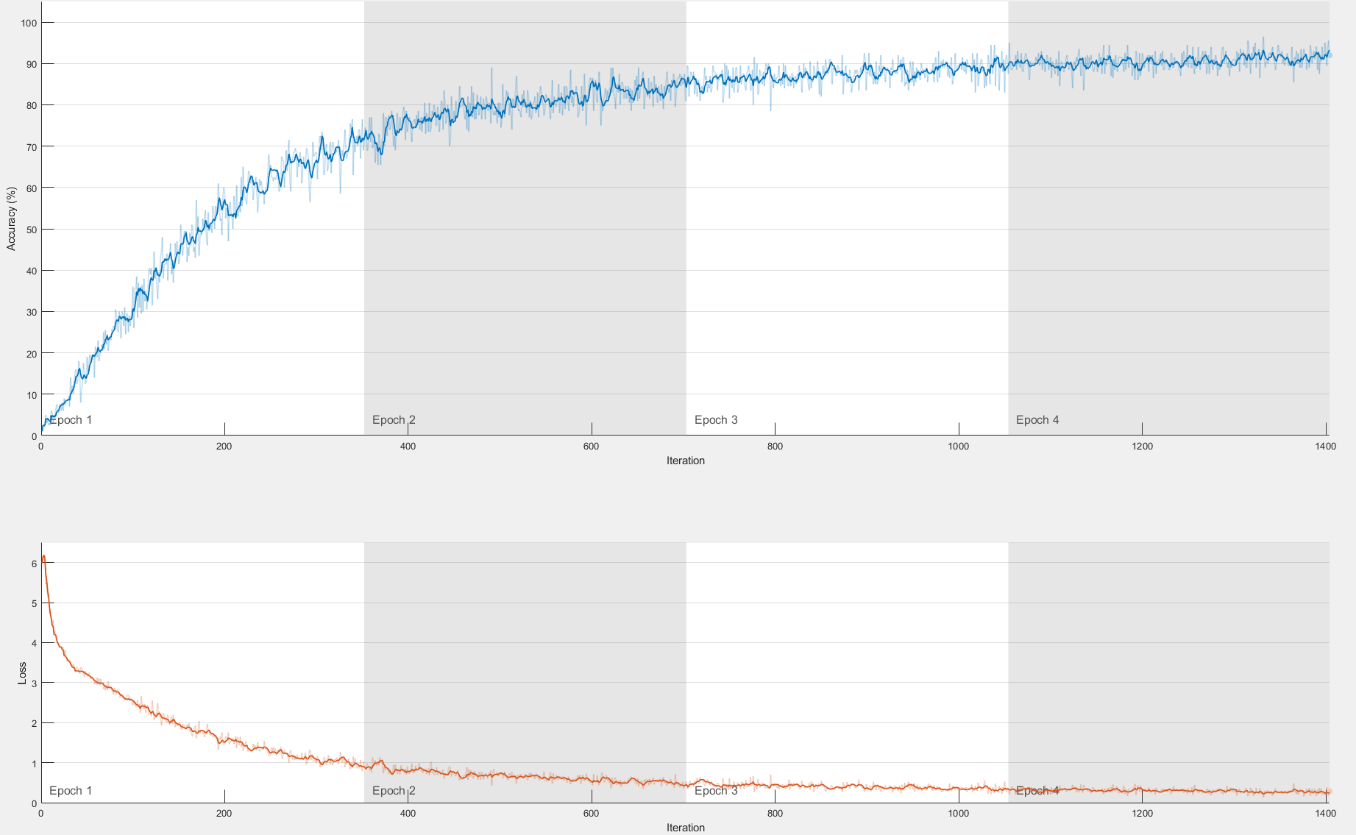 100
90
80
70
60
50
40
30
20
10
0
Accuracy (%)
Epoch 1
Epoch 2
Epoch 3
Epoch 4
0 200 400 600 800 1000 1200 1400
Iteration
6
5
4
3
2
1
0
Loss
Epoch 1
Epoch 2
Epoch 3
Epoch 4
0 200 400 600 800 1000 1200 1400
Iteration